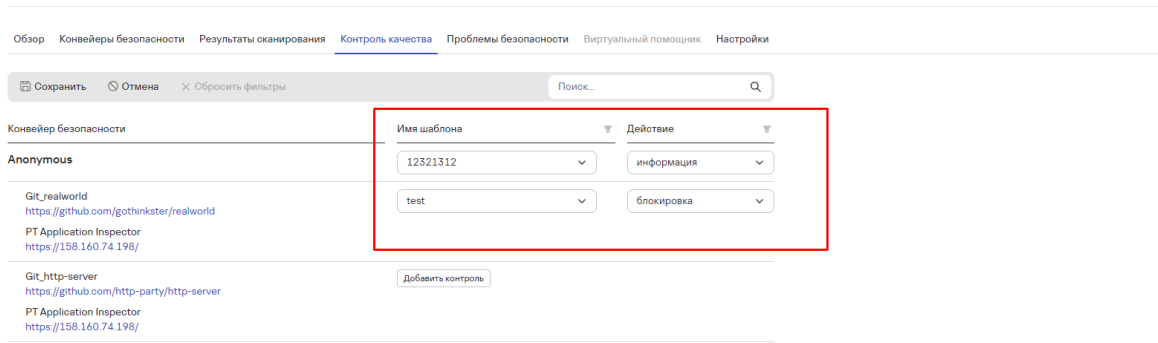 Обзор Конвейеры безопасности Результаты сканирования Контроль качества Проблемы безопасности Виртуальный помощник Настройки
Сохранить Отмена Сбросить фильтры Поиск...
Конвейер безопасности Имя шаблона Действие
Anonymous 12321312 информация
Git_realworld test блокировка
https://github.com/gothinkster/realworld
PT Application Inspector
https://158.160.74.198/
Git_http-server Добавить контроль
https://github.com/http-party/http-server
PT Application Inspector
https://158.160.74.198/